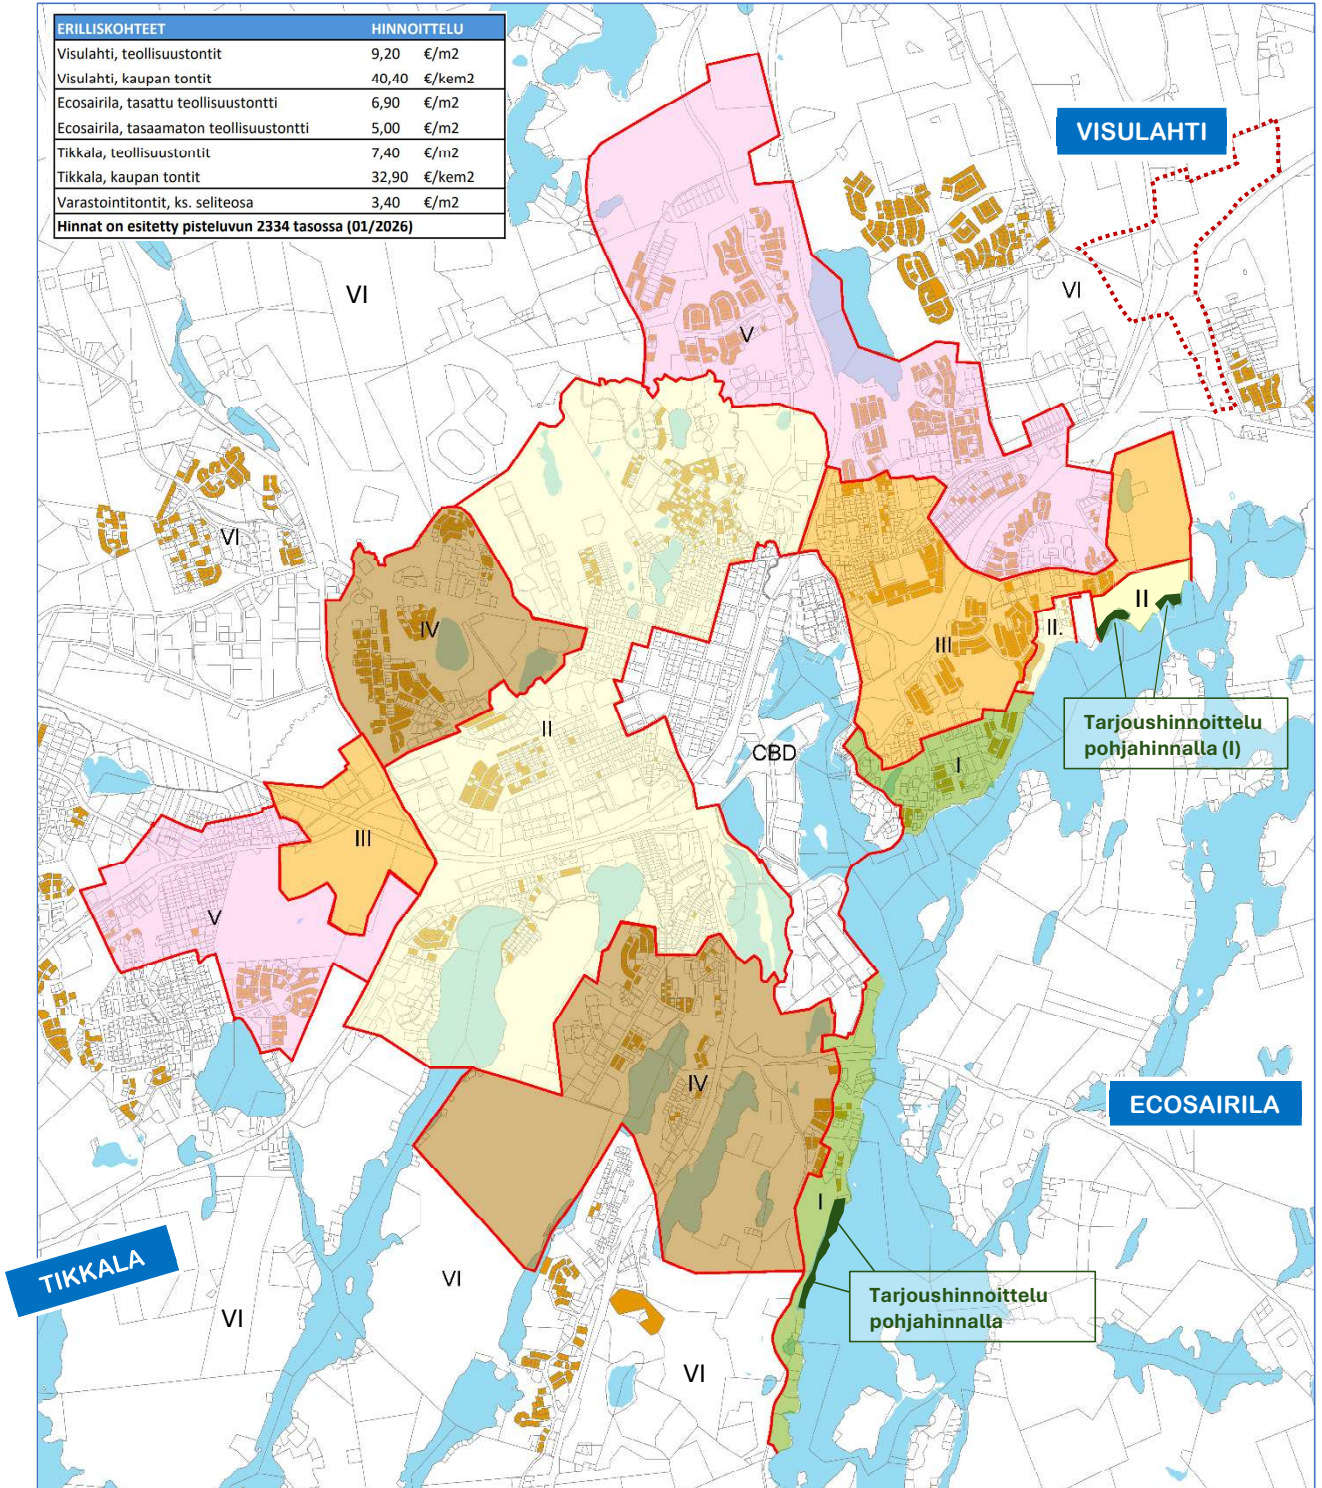 ERILLISKOHTEET HINNOITTELU
Visulahti, teollisuustontit 9,20 €/m2
Visulahti, kaupan tontit 40,40 €/kem2
Ecosairila, tasattu teollisuustontti 6,90 €/m2
Ecosairila, tasaamaton teollisuustontti 5,00 €/m2
Tikkala, teollisuustontit 7,40 €/m2
Tikkala, kaupan tontit 32,90 €/kem2
Varastointitontit, ks. seliteosa 3,40 €/m2
Hinnat on esitetty pisteluvun 2334 tasossa (01/2026)
VISULAHTI
VI
VI
V
VI
IV
II
II.
III
Tarjoushinnoittelu
pohjahinnalla (I)
II
CBD
I
III
V
IV
ECOSAIRILA
I
TIKKALA
VI
Tarjoushinnoittelu
pohjahinnalla
VI
VI